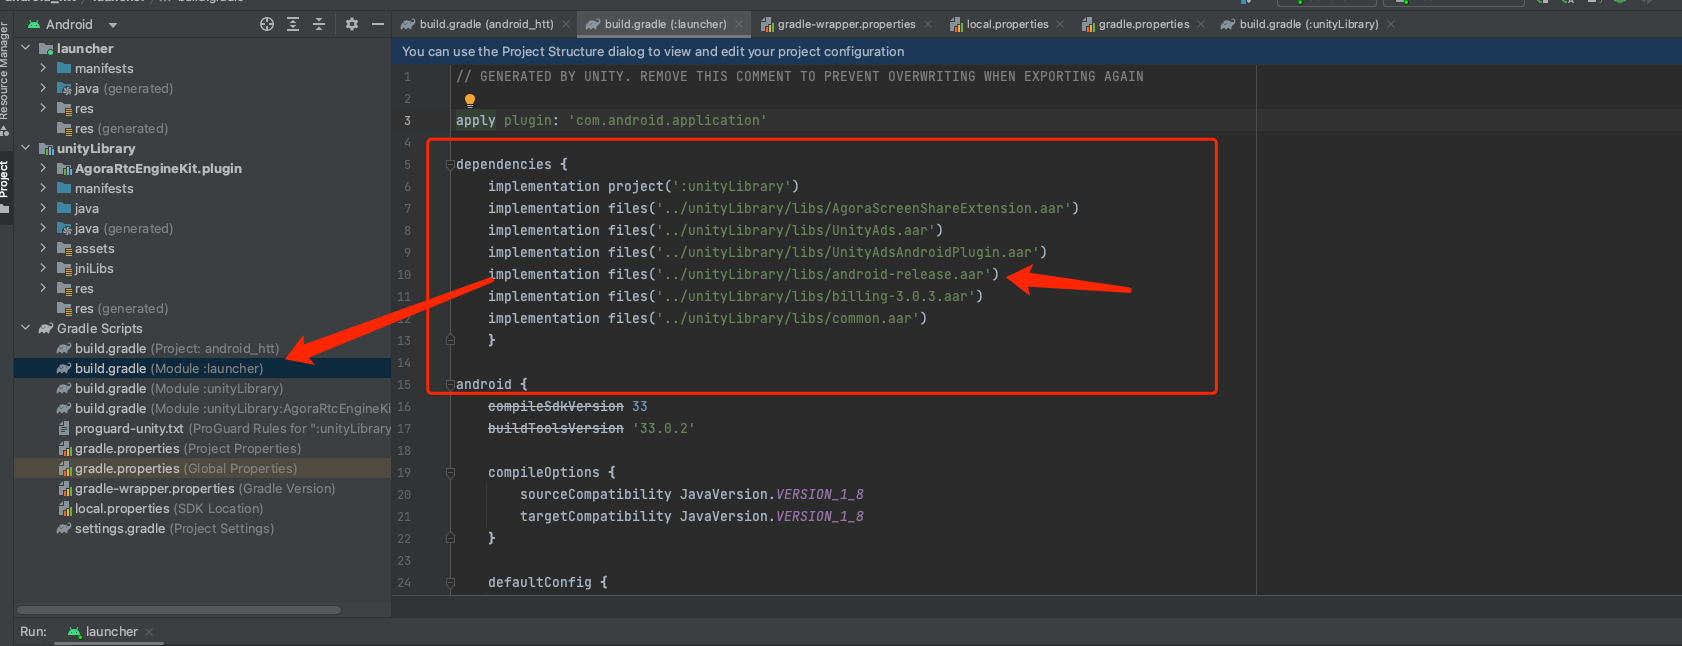 Android
build.gradle (android_htt)
build.gradle (:launcher)
gradle-wrapper.properties
local.properties
gradle.properties
build.gradle (:unityLibrary)
Resource Manager
Project
launcher
manifests
java (generated)
res
res (generated)
unityLibrary
AgoraRtcEngineKit.plugin
manifests
java
java (generated)
assets
jniLibs
res
res (generated)
Gradle Scripts
build.gradle (Project: android_htt)
build.gradle (Module :launcher)
build.gradle (Module :unityLibrary)
build.gradle (Module :unityLibrary:AgoraRtcEngineKi
proguard-unity.txt (ProGuard Rules for ":unityLibrary
gradle.properties (Project Properties)
gradle.properties (Global Properties)
gradle-wrapper.properties (Gradle Version)
local.properties (SDK Location)
settings.gradle (Project Settings)
You can use the Project Structure dialog to view and edit your project configuration
1 // GENERATED BY UNITY. REMOVE THIS COMMENT TO PREVENT OVERWRITING WHEN EXPORTING AGAIN
2
3 apply plugin: 'com.android.application'
4
5 dependencies {
6 implementation project(':unityLibrary')
7 implementation files('../unityLibrary/libs/AgoraScreenShareExtension.aar')
8 implementation files('../unityLibrary/libs/UnityAds.aar')
9 implementation files('../unityLibrary/libs/UnityAdsAndroidPlugin.aar')
10 implementation files('../unityLibrary/libs/android-release.aar')
11 implementation files('../unityLibrary/libs/billing-3.0.3.aar')
12 implementation files('../unityLibrary/libs/common.aar')
13 }
14
15 android {
16 compileSdkVersion 33
17 buildToolsVersion '33.0.2'
18
19 compileOptions {
20 sourceCompatibility JavaVersion.VERSION_1_8
21 targetCompatibility JavaVersion.VERSION_1_8
22 }
23
24 defaultConfig {
Run: launcher